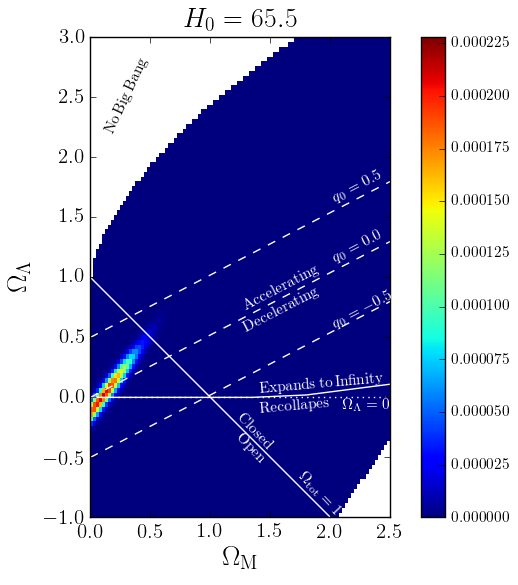 H₀ = 65.5
No Big Bang
q₀ = 0.5
q₀ = 0.0
Accelerating
Decelerating
q₀ = −0.5
Expands to Infinity
Recollapes
Ω_Λ = 0
Closed
Open
Ω_tot = 1
Ω_Λ
3.0
2.5
2.0
1.5
1.0
0.5
0.0
−0.5
−1.0
0.0 0.5 1.0 1.5 2.0 2.5
Ω_M
0.000225
0.000200
0.000175
0.000150
0.000125
0.000100
0.000075
0.000050
0.000025
0.000000